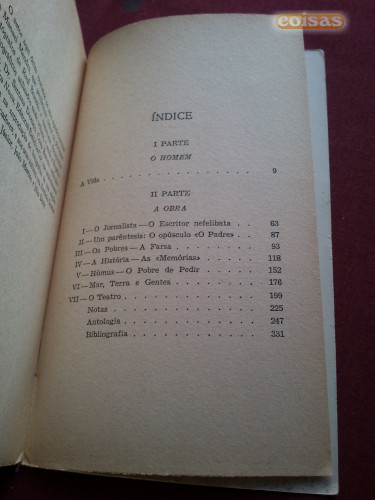 coisas
ÍNDICE
I PARTE
O HOMEM
A Vida . . . . . . . . . . . . . . . 9
II PARTE
A OBRA
I — O Jornalista — O Escritor nefelibata . . 63
II — Um parêntesis: O opúsculo «O Padre» . . 87
III — Os Pobres — A Farsa . . . . . . . 93
IV — A História — As «Memórias» . . . . . 118
V — Húmus — O Pobre de Pedir . . . . . 152
VI — Mar, Terra e Gentes . . . . . . . 176
VII — O Teatro . . . . . . . . . . 199
Notas . . . . . . . . . . . 225
Antologia . . . . . . . . . . 247
Bibliografia . . . . . . . . . 331